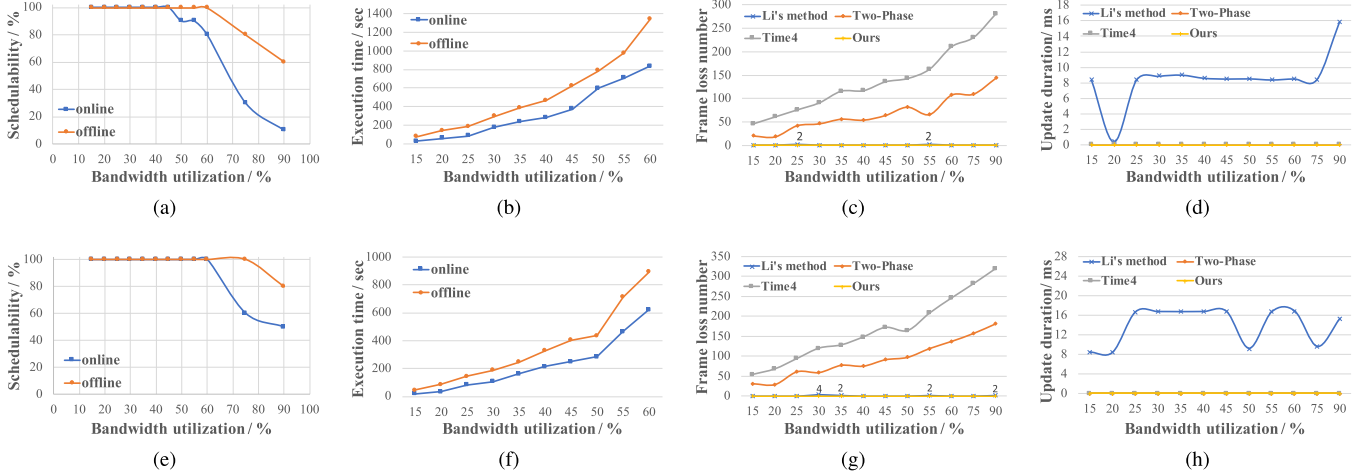 Schedulability / %
100
80
60
40
20
0
online
offline
0 10 20 30 40 50 60 70 80 90 100
Bandwidth utilization / %
(a)
Execution time / sec
1400
1200
1000
800
600
400
200
0
online
offline
15 20 25 30 35 40 45 50 55 60
Bandwidth utilization / %
(b)
Frame loss number
300
250
200
150
100
50
0
Li's method Two-Phase
Time4 Ours
2 2
15 20 25 30 35 40 45 50 55 60 75 90
Bandwidth utilization / %
(c)
Update duration/ ms
18
16
14
12
10
8
6
4
2
0
Li's method Two-Phase
Time4 Ours
15 20 25 30 35 40 45 50 55 60 75 90
Bandwidth utilization / %
(d)
Schedulability / %
100
80
60
40
20
0
online
offline
0 10 20 30 40 50 60 70 80 90 100
Bandwidth utilization / %
(e)
Execution time / sec
1000
800
600
400
200
0
online
offline
15 20 25 30 35 40 45 50 55 60
Bandwidth utilization / %
(f)
Frame loss number
350
300
250
200
150
100
50
0
Li's method Two-Phase
Time4 Ours
4 2 2 2
15 20 25 30 35 40 45 50 55 60 75 90
Bandwidth utilization / %
(g)
Update duration/ ms
28
24
20
16
12
8
4
0
Li's method Two-Phase
Time4 Ours
15 20 25 30 35 40 45 50 55 60 75 90
Bandwidth utilization / %
(h)